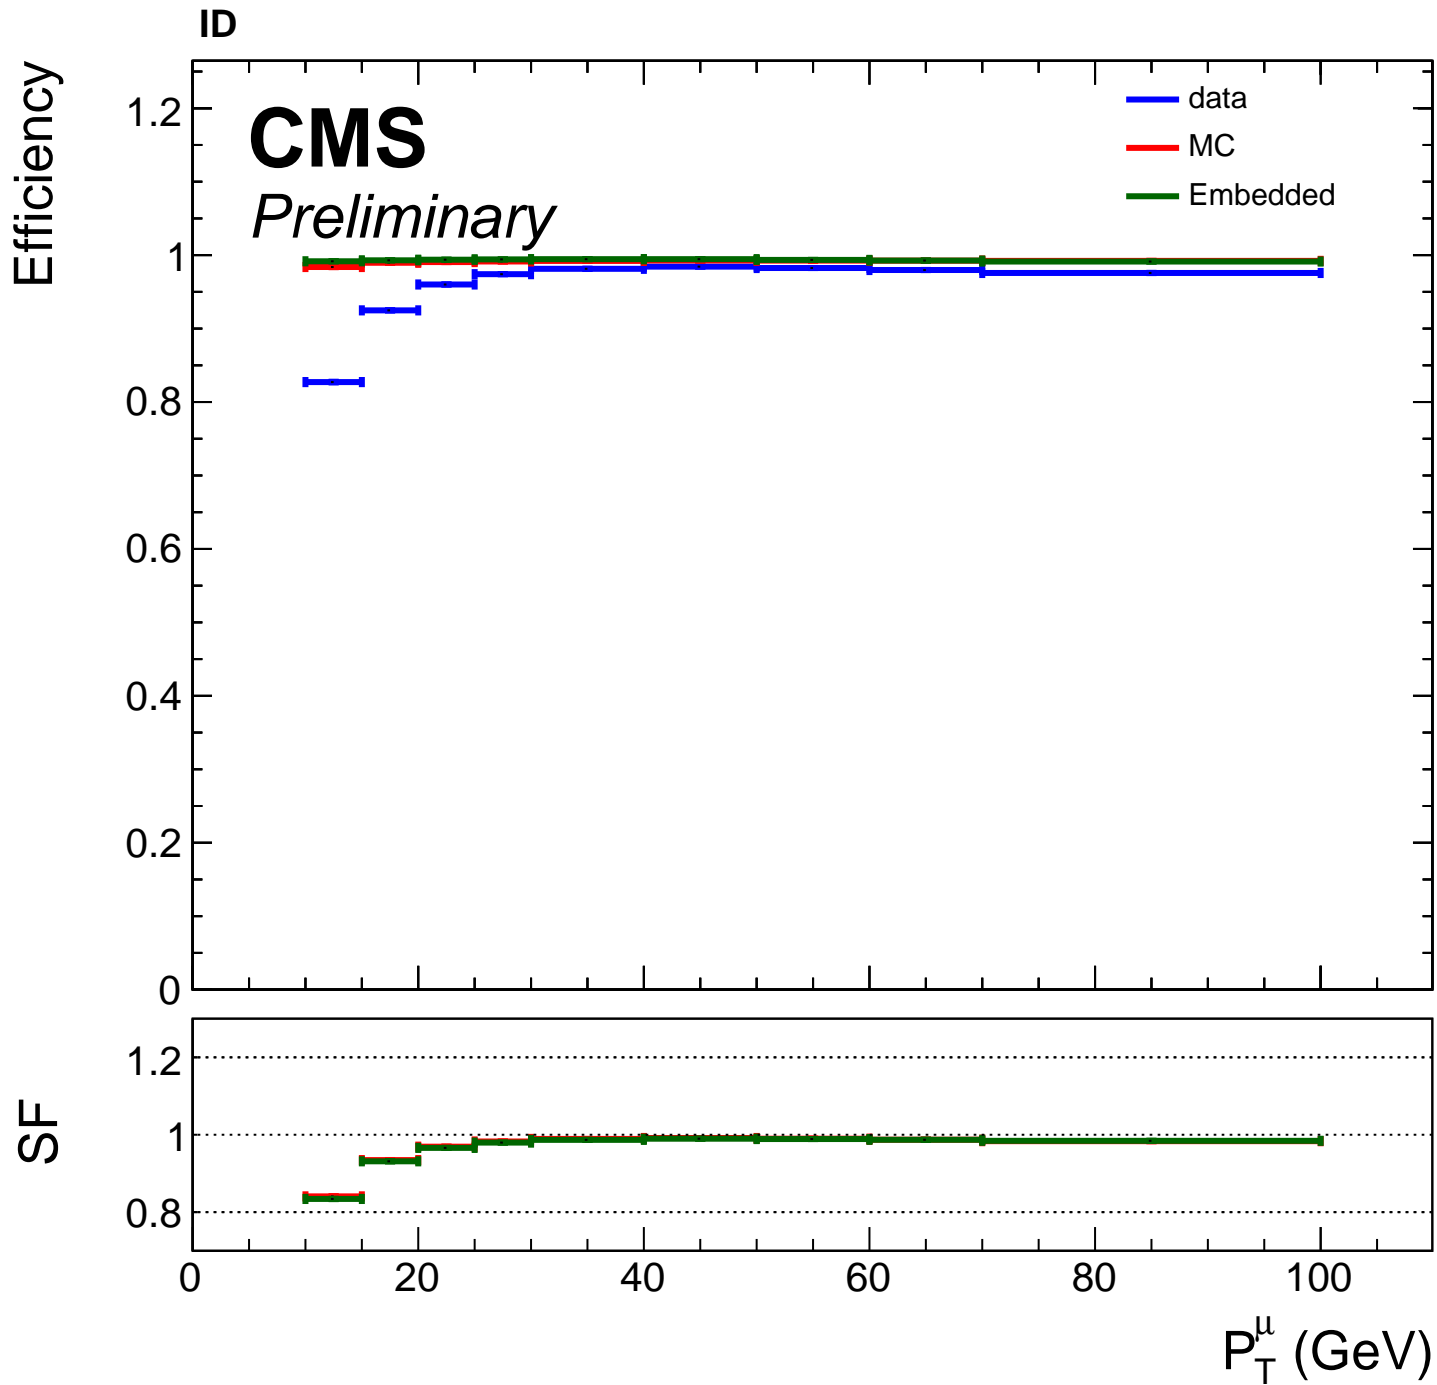 ID
Efficiency
CMS
Preliminary
data
MC
Embedded
1.2
1
0.8
0.6
0.4
0.2
0
SF
1.2
1
0.8
0 20 40 60 80 100
P_T^μ (GeV)